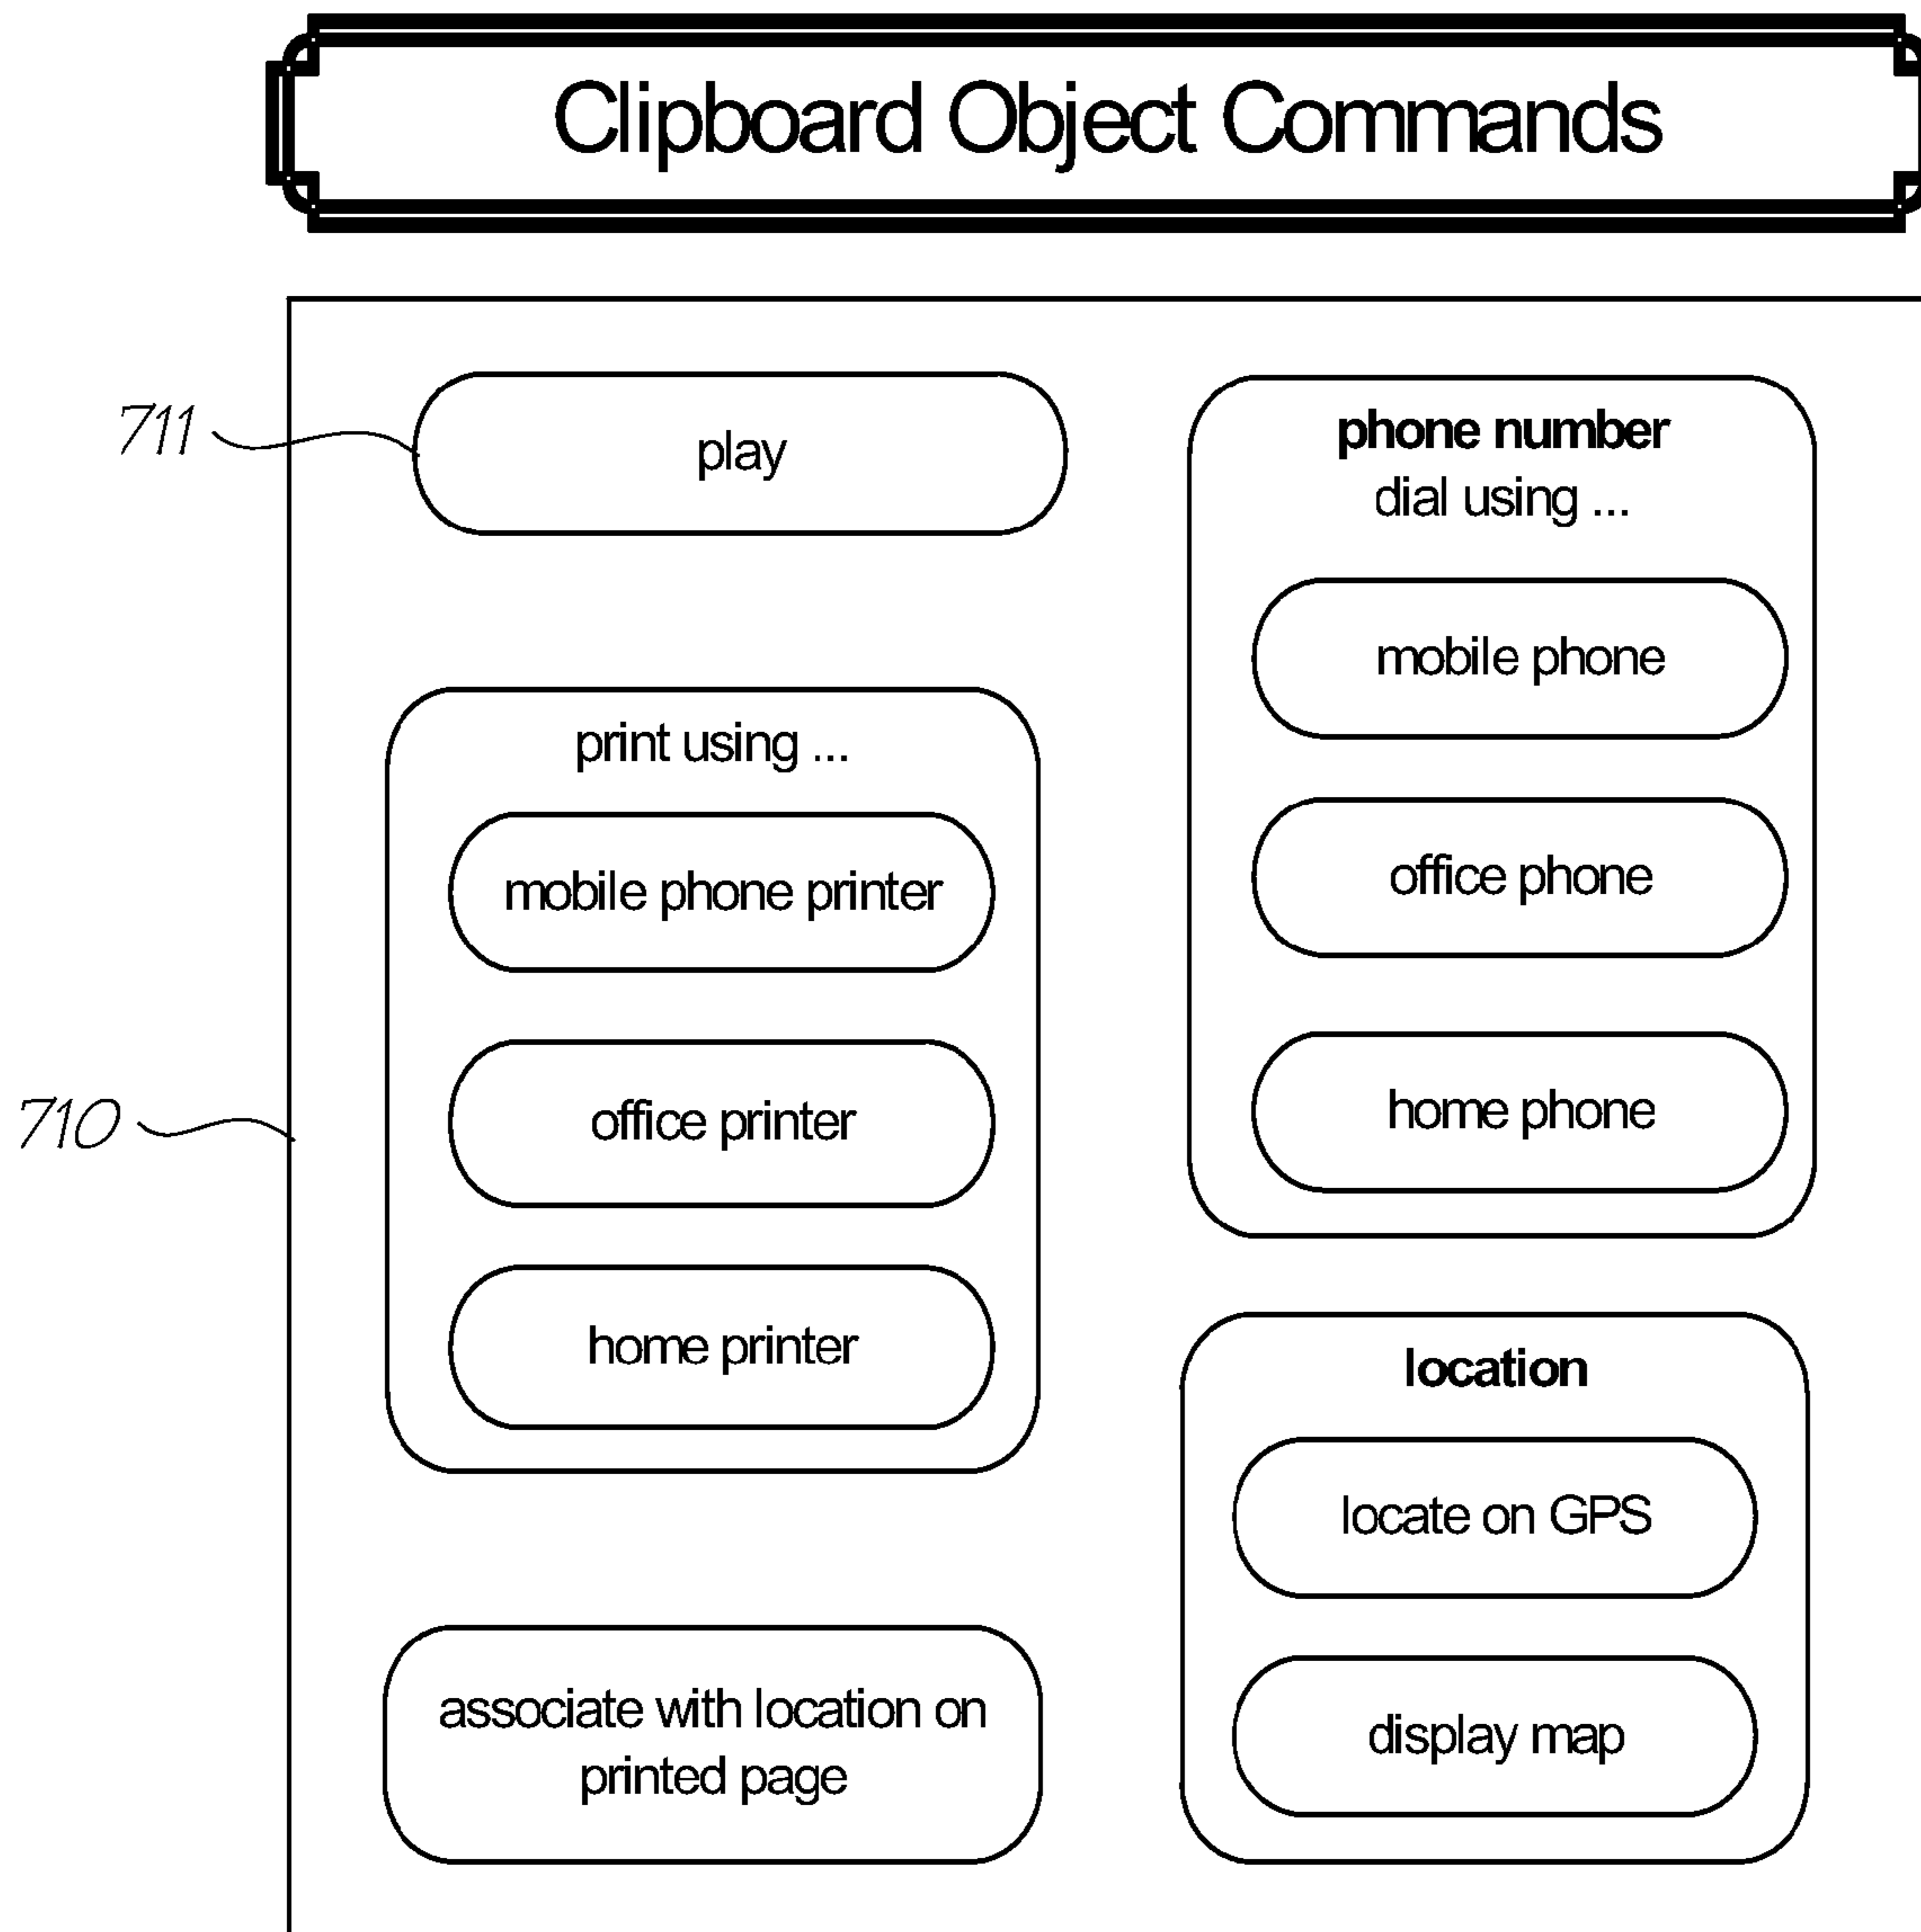 Clipboard Object Commands
711
play
print using ...
mobile phone printer
office printer
home printer
710
associate with location on
printed page
phone number
dial using ...
mobile phone
office phone
home phone
location
locate on GPS
display map